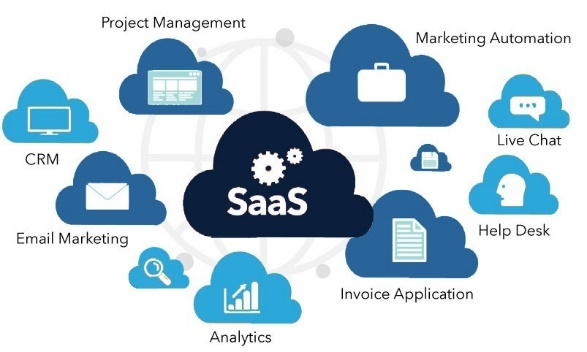 Project Management
Marketing Automation
CRM
Live Chat
SaaS
Email Marketing
Help Desk
Invoice Application
Analytics